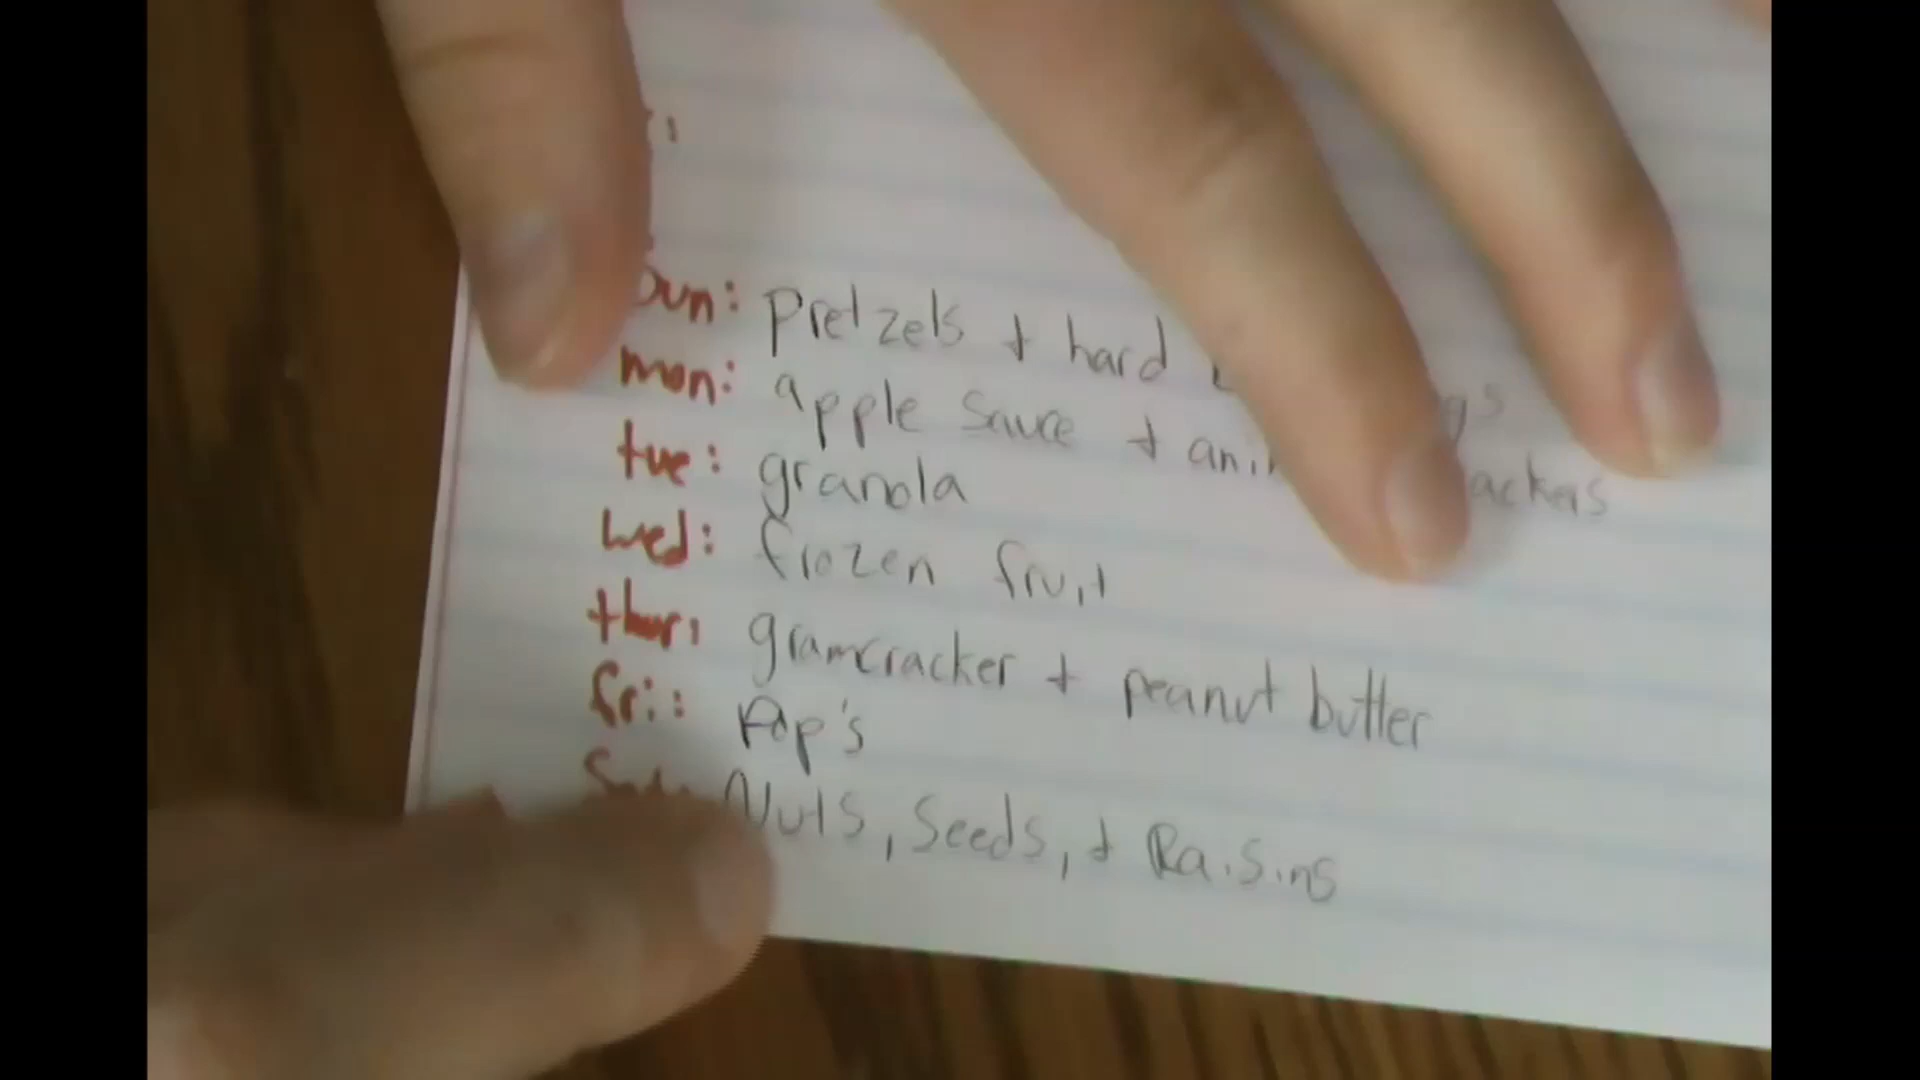 sun: pretzels + hard
mon: apple sauce + ackers
tue: granola
wed: frozen fruit
thur: gramcracker + peanut butter
fri: Pop's
Nuts, Seeds, + Raisins